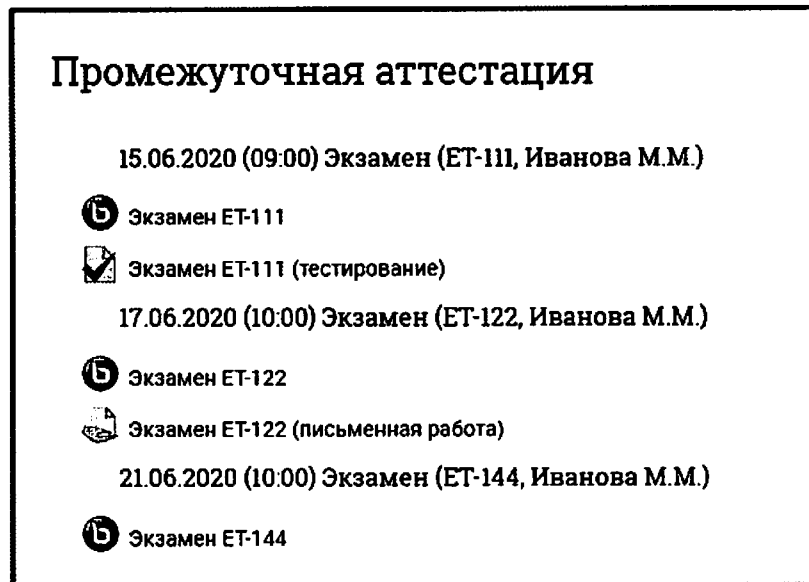 Промежуточная аттестация
15.06.2020 (09:00) Экзамен (ЕТ-111, Иванова М.М.)
Экзамен ЕТ-111
Экзамен ЕТ-111 (тестирование)
17.06.2020 (10:00) Экзамен (ЕТ-122, Иванова М.М.)
Экзамен ЕТ-122
Экзамен ЕТ-122 (письменная работа)
21.06.2020 (10:00) Экзамен (ЕТ-144, Иванова М.М.)
Экзамен ЕТ-144